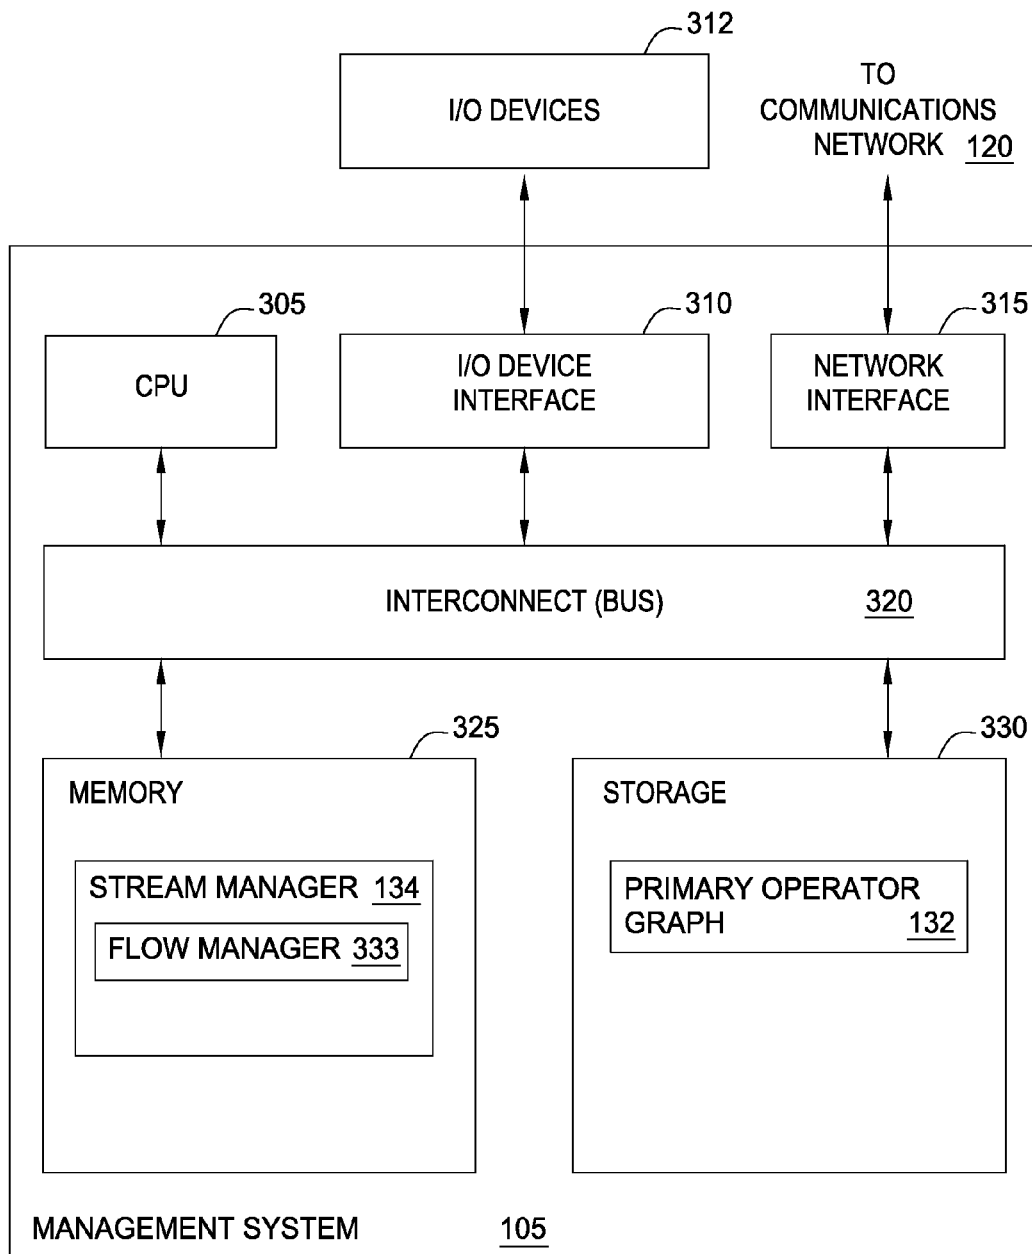 312
I/O DEVICES
TO
COMMUNICATIONS
NETWORK 120
305
310
315
CPU
I/O DEVICE
INTERFACE
NETWORK
INTERFACE
INTERCONNECT (BUS) 320
325
330
MEMORY
STREAM MANAGER 134
FLOW MANAGER 333
STORAGE
PRIMARY OPERATOR
GRAPH 132
MANAGEMENT SYSTEM 105